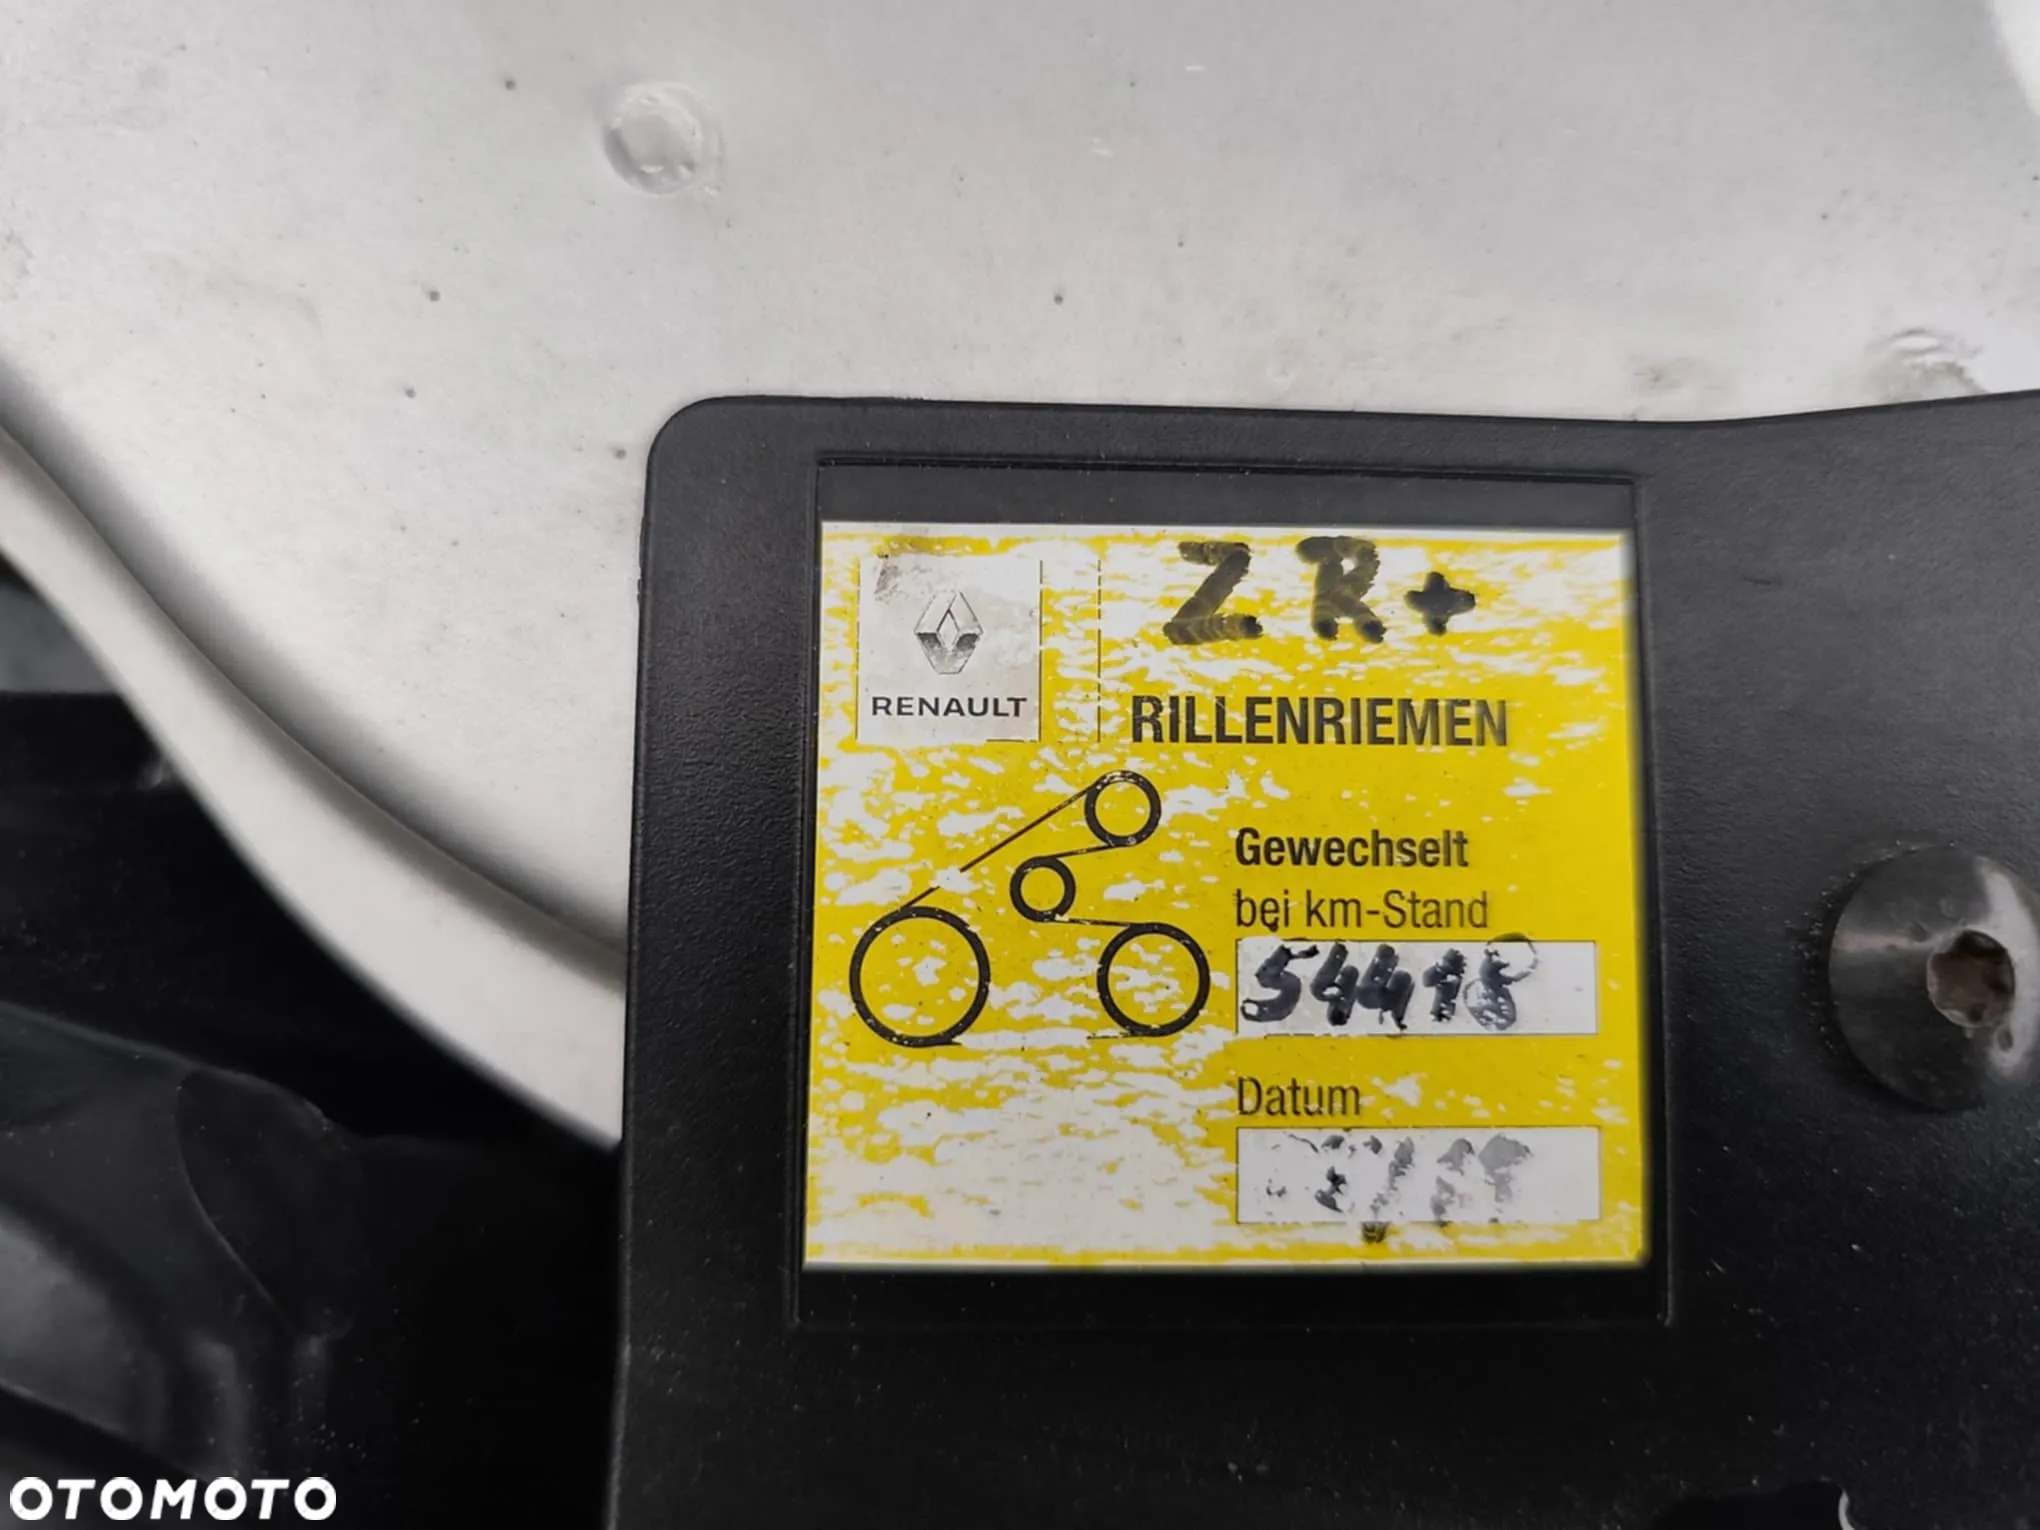 ZR+
RENAULT
RILLENRIEMEN
Gewechselt
bei km-Stand
54418
Datum
OTOMOTO